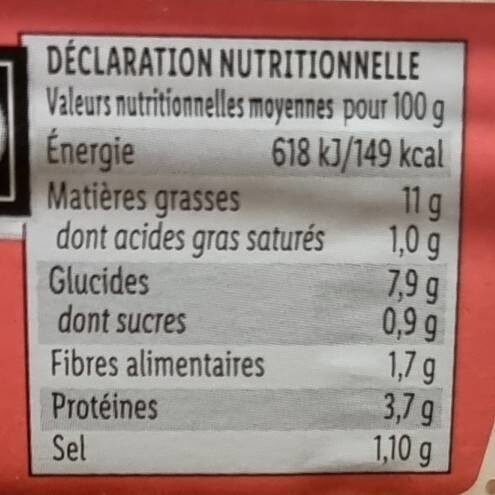 DÉCLARATION NUTRITIONNELLE
Valeurs nutritionnelles moyennes pour 100 g
Énergie 618 kJ/149 kcal
Matières grasses 11 g
dont acides gras saturés 1,0 g
Glucides 7,9 g
dont sucres 0,9 g
Fibres alimentaires 1,7 g
Protéines 3,7 g
Sel 1,10 g